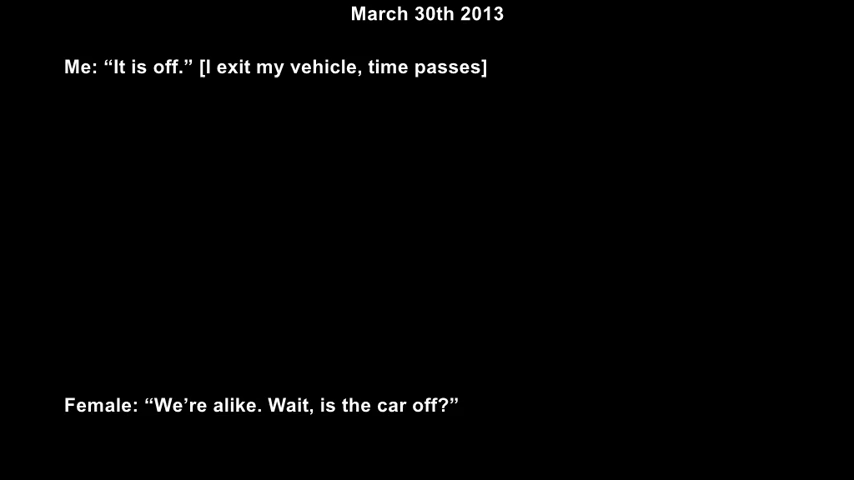 March 30th 2013
Me: “It is off.” [I exit my vehicle, time passes]
Female: “We’re alike. Wait, is the car off?”